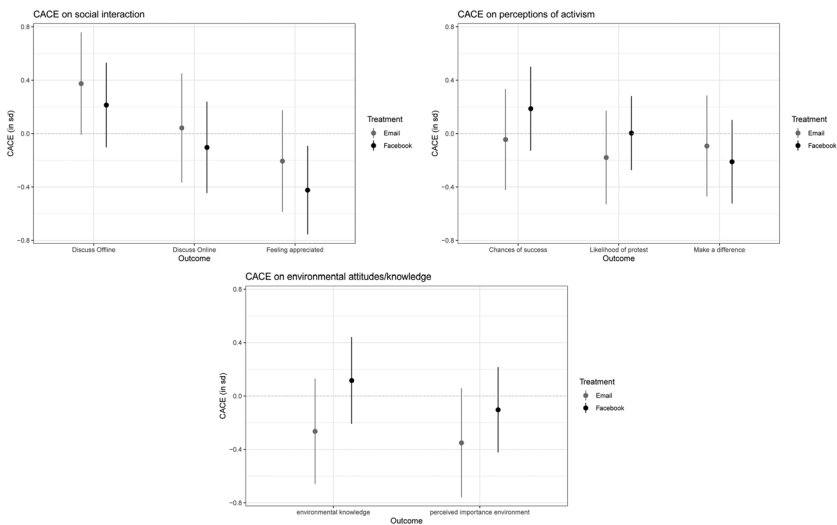 CACE on social interaction
CACE (in sd)
0.8
0.4
0.0
−0.4
−0.8
Discuss Offline
Discuss Online
Feeling appreciated
Outcome
Treatment
Email
Facebook
CACE on perceptions of activism
CACE (in sd)
0.8
0.4
0.0
−0.4
−0.8
Chances of success
Likelihood of protest
Make a difference
Outcome
Treatment
Email
Facebook
CACE on environmental attitudes/knowledge
CACE (in sd)
0.8
0.4
0.0
−0.4
−0.8
environmental knowledge
perceived importance environment
Outcome
Treatment
Email
Facebook